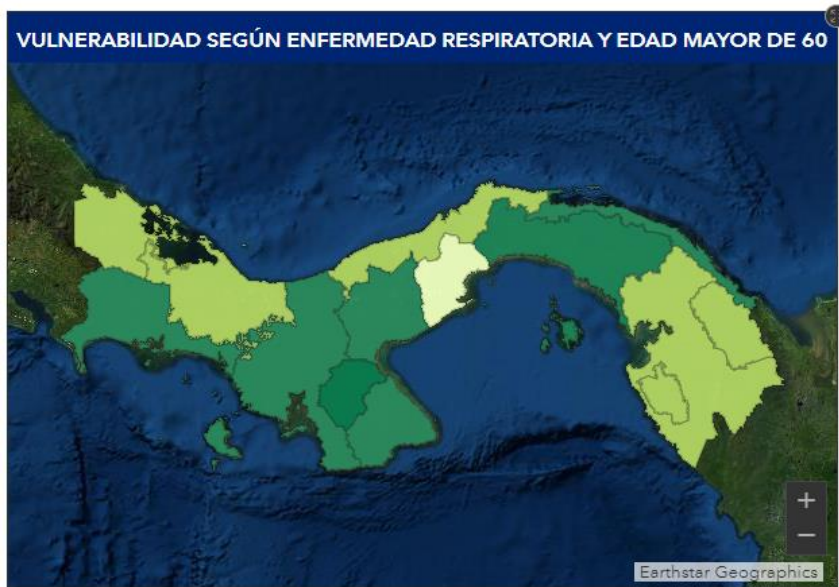 VULNERABILIDAD SEGÚN ENFERMEDAD RESPIRATORIA Y EDAD MAYOR DE 60
+
−
Earthstar Geographics